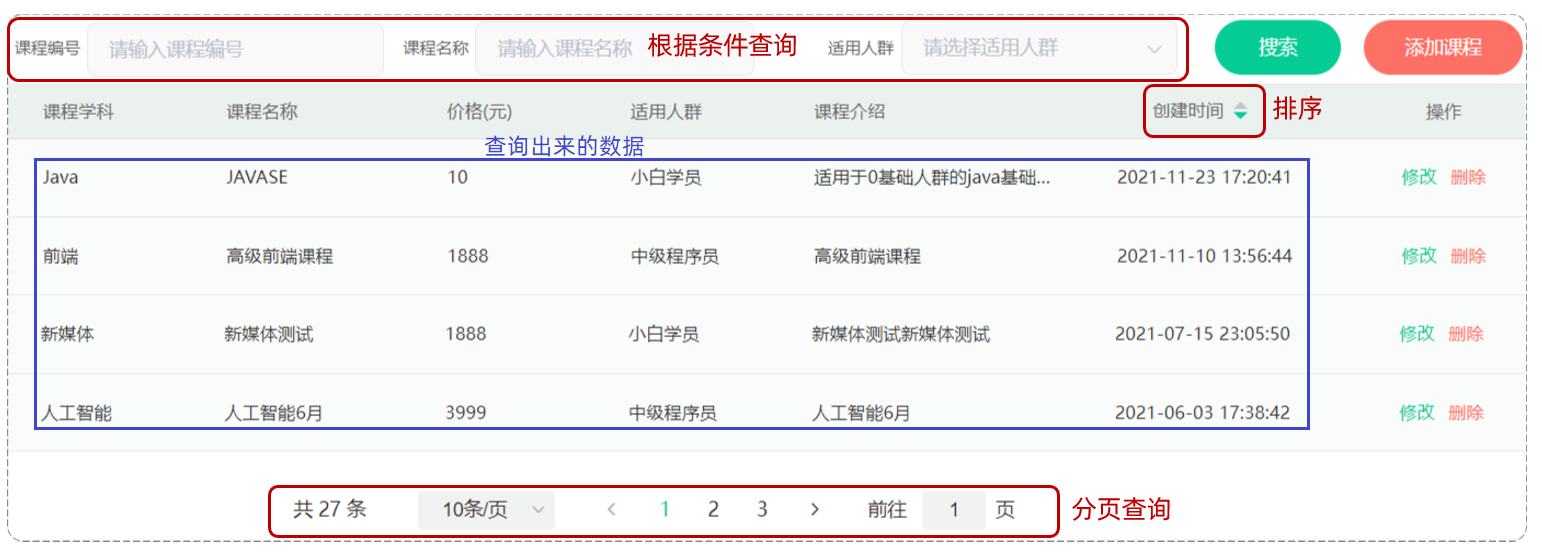 课程编号 请输入课程编号 课程名称 请输入课程名称 根据条件查询 适用人群 请选择适用人群 搜索 添加课程
课程学科 课程名称 价格(元) 适用人群 课程介绍 创建时间 排序 操作
查询出来的数据
Java JAVASE 10 小白学员 适用于0基础人群的java基础... 2021-11-23 17:20:41 修改 删除
前端 高级前端课程 1888 中级程序员 高级前端课程 2021-11-10 13:56:44 修改 删除
新媒体 新媒体测试 1888 小白学员 新媒体测试新媒体测试 2021-07-15 23:05:50 修改 删除
人工智能 人工智能6月 3999 中级程序员 人工智能6月 2021-06-03 17:38:42 修改 删除
共 27 条 10条/页 < 1 2 3 > 前往 1 页 分页查询